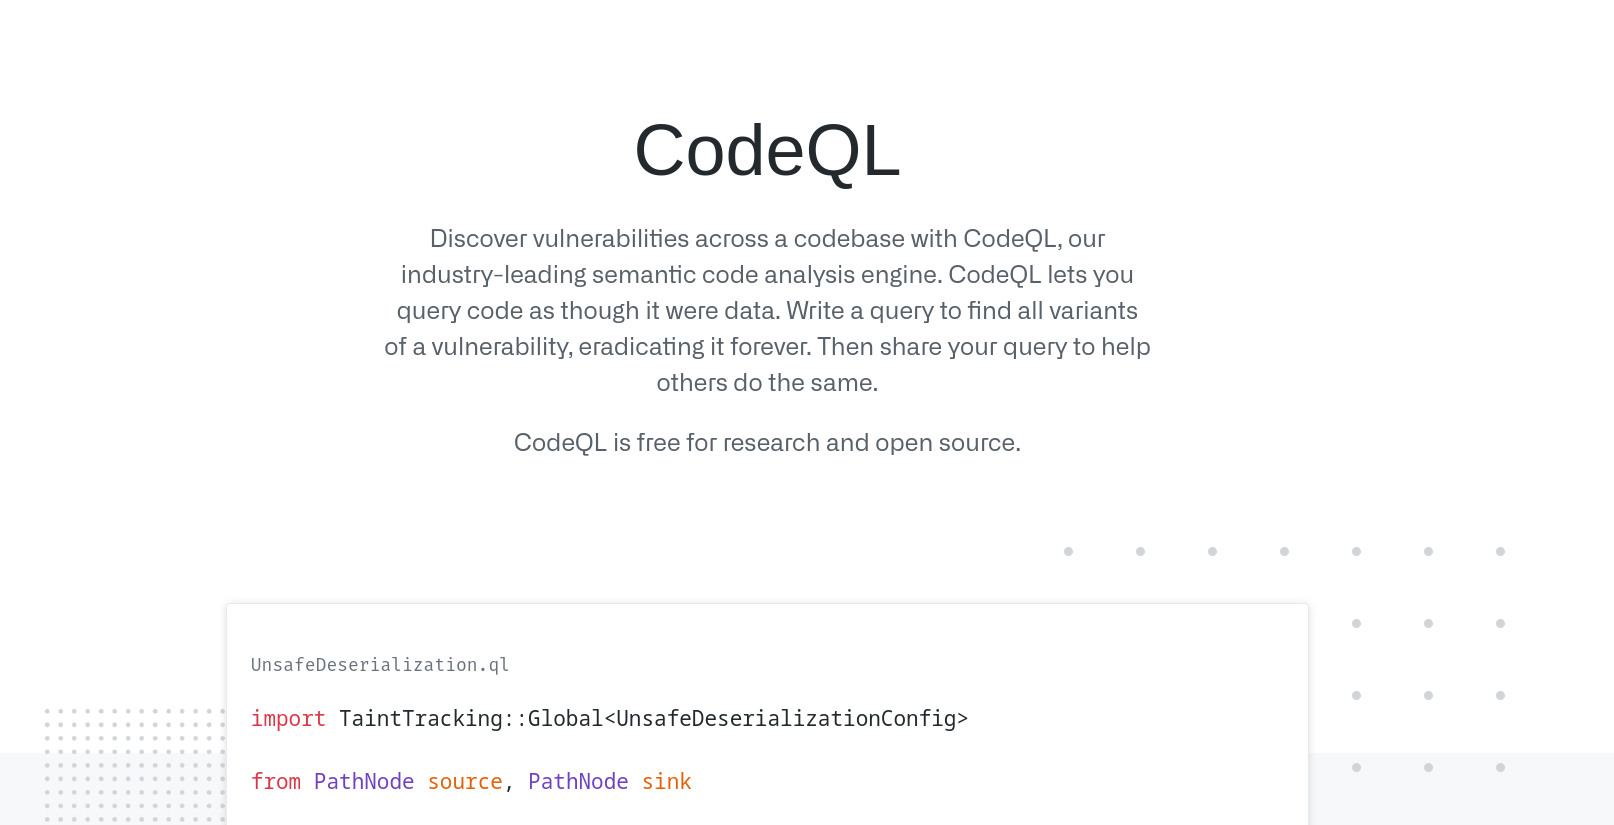 CodeQL
Discover vulnerabilities across a codebase with CodeQL, our
industry-leading semantic code analysis engine. CodeQL lets you
query code as though it were data. Write a query to find all variants
of a vulnerability, eradicating it forever. Then share your query to help
others do the same.
CodeQL is free for research and open source.
UnsafeDeserialization.ql
import TaintTracking::Global<UnsafeDeserializationConfig>
from PathNode source, PathNode sink